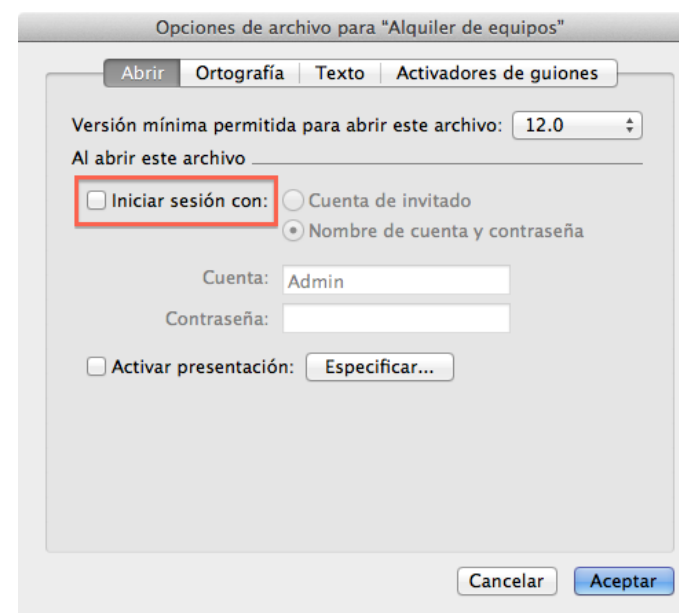 Opciones de archivo para “Alquiler de equipos”
Abrir Ortografía Texto Activadores de guiones
Versión mínima permitida para abrir este archivo: 12.0
Al abrir este archivo
Iniciar sesión con: Cuenta de invitado
Nombre de cuenta y contraseña
Cuenta: Admin
Contraseña:
Activar presentación: Especificar...
Cancelar Aceptar